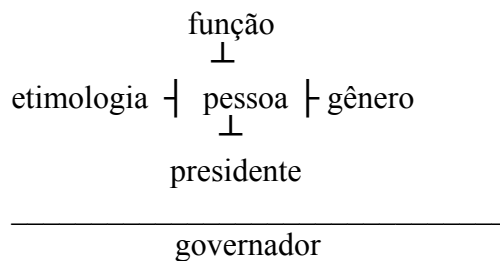 função
⊥
etimologia ┤ pessoa ├ gênero
⊥
presidente
governador